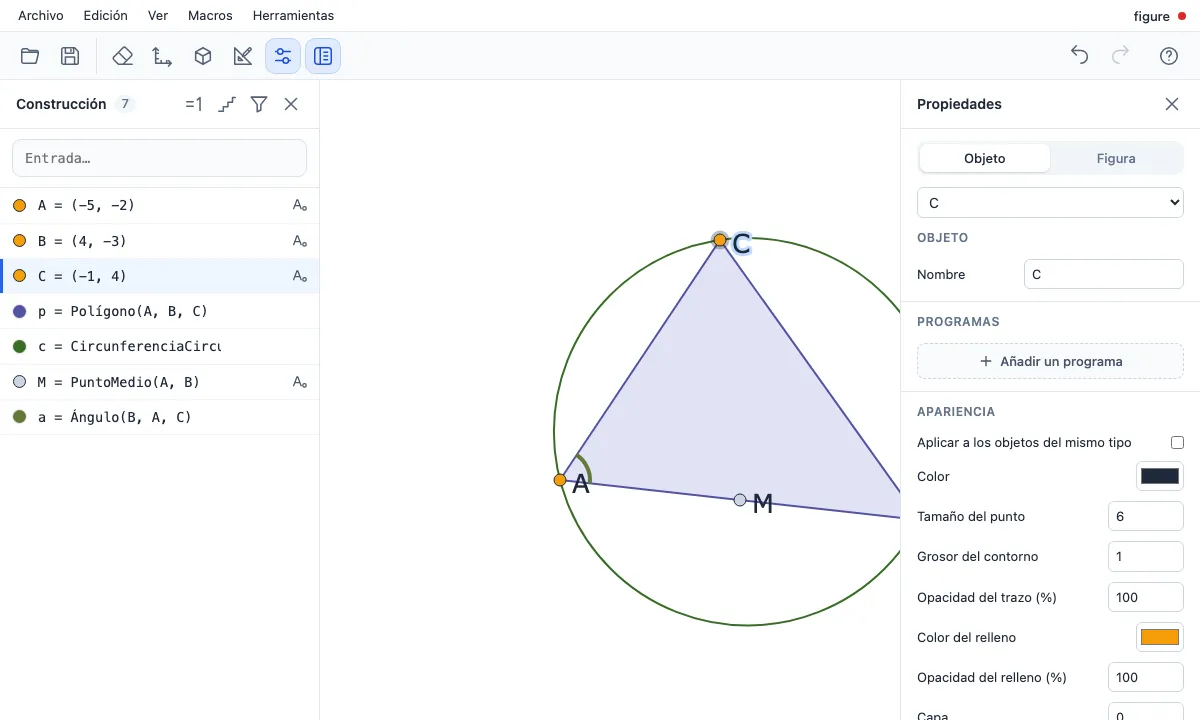 Archivo Edición Ver Macros Herramientas figure
Construcción 7 =1 Propiedades
Entrada… Objeto Figura
A = (−5, −2) A
B = (4, −3) A
C = (−1, 4) A
p = Polígono(A, B, C)
c = CircunferenciaCircu
M = PuntoMedio(A, B) A
a = Ángulo(B, A, C)
C
A
M
C
OBJETO
Nombre C
PROGRAMAS
+ Añadir un programa
APARIENCIA
Aplicar a los objetos del mismo tipo
Color
Tamaño del punto 6
Grosor del contorno 1
Opacidad del trazo (%) 100
Color del relleno
Opacidad del relleno (%) 100
Capa 0